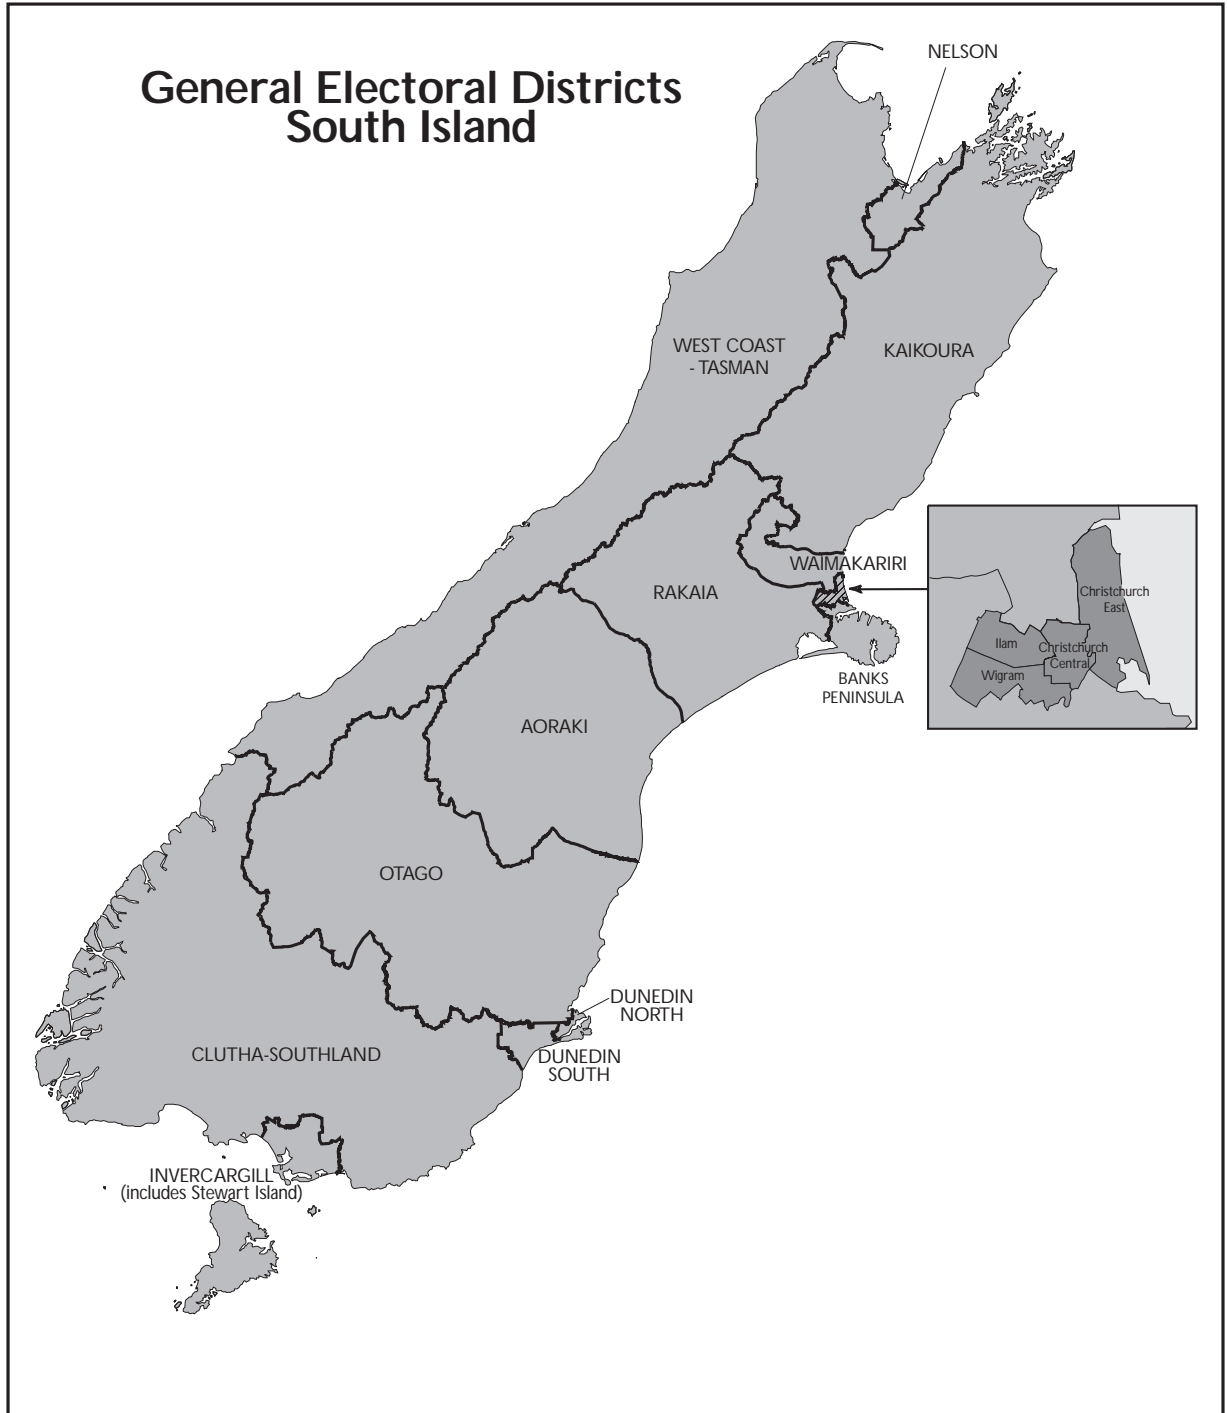 General Electoral Districts
South Island
NELSON
WEST COAST
- TASMAN
KAIKOURA
WAIMAKARIRI
RAKAIA
Christchurch
East
Ilam
Christchurch
Central
Wigram
BANKS
PENINSULA
AORAKI
OTAGO
DUNEDIN
NORTH
CLUTHA-SOUTHLAND
DUNEDIN
SOUTH
INVERCARGILL
(includes Stewart Island)